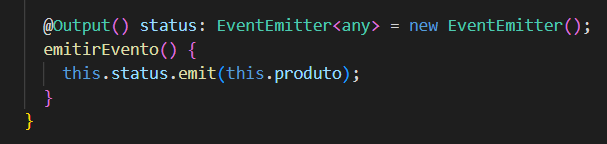 @Output() status: EventEmitter<any> = new EventEmitter();
emitirEvento() {
this.status.emit(this.produto);
}
}